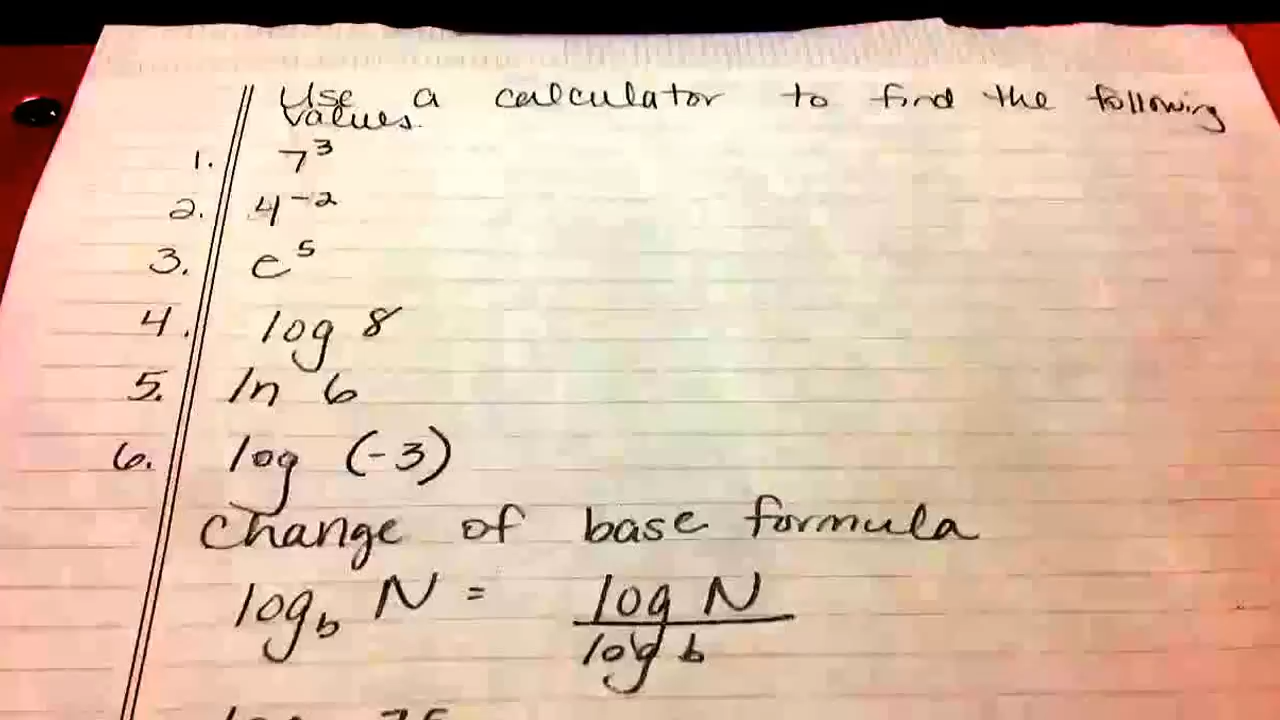 Use a calculator to find the following
values.
1. 7³
2. 4⁻²
3. e⁵
4. log 8
5. ln 6
6. log (-3)
Change of base formula
log_b N = log N / log b